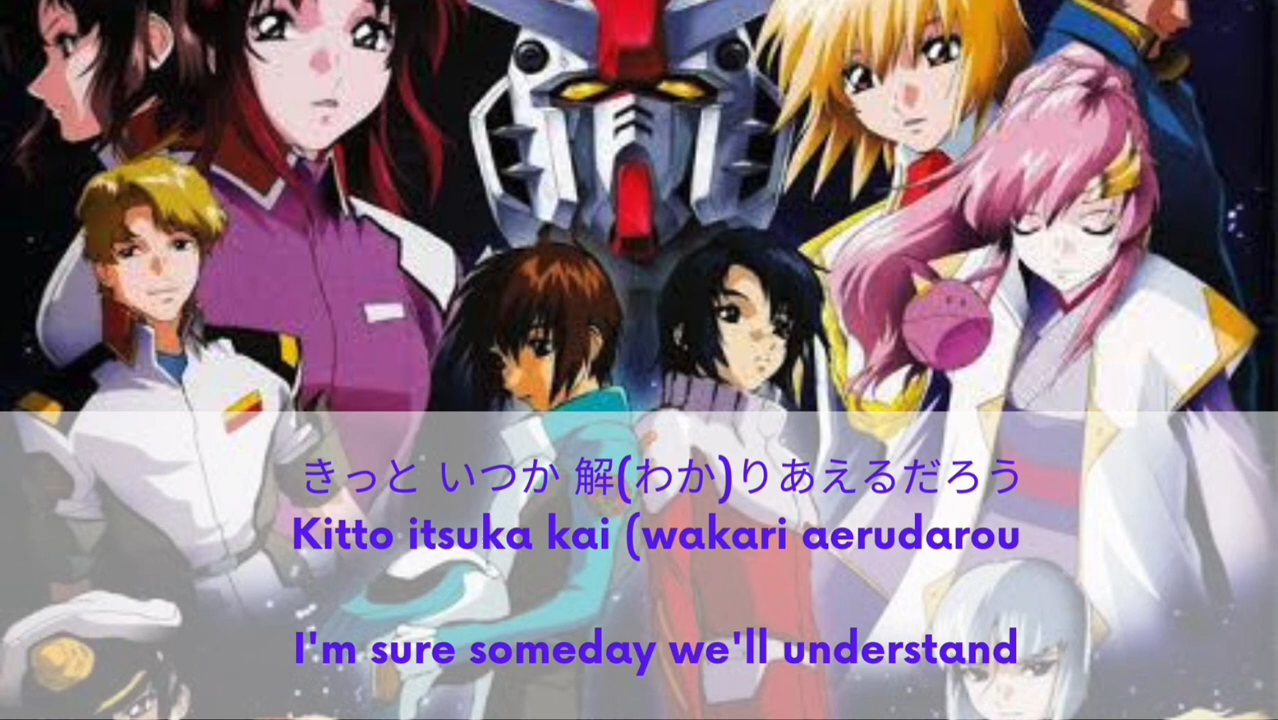 きっと いつか 解(わか)りあえるだろう
Kitto itsuka kai (wakari aerudarou
I'm sure someday we'll understand